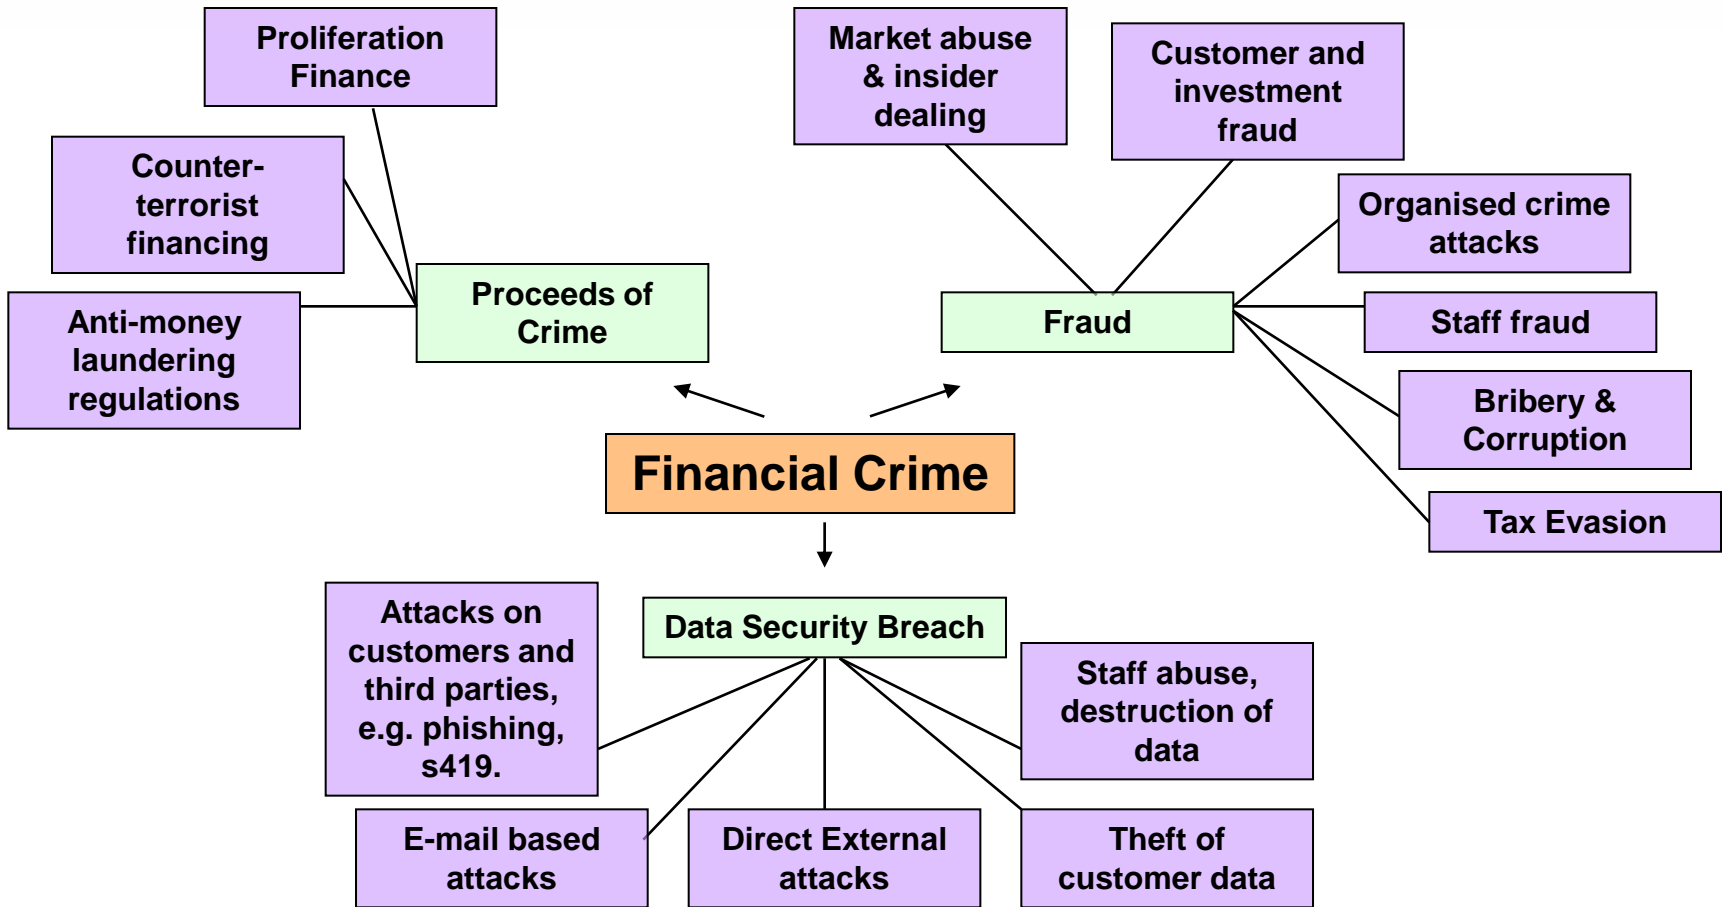 Proliferation
Finance
Market abuse
& insider
dealing
Customer and
investment
fraud
Counter-
terrorist
financing
Organised crime
attacks
Proceeds of
Crime
Anti-money
laundering
regulations
Fraud
Staff fraud
Bribery &
Corruption
Financial Crime
Tax Evasion
Attacks on
customers and
third parties,
e.g. phishing,
s419.
Data Security Breach
Staff abuse,
destruction of
data
E-mail based
attacks
Direct External
attacks
Theft of
customer data